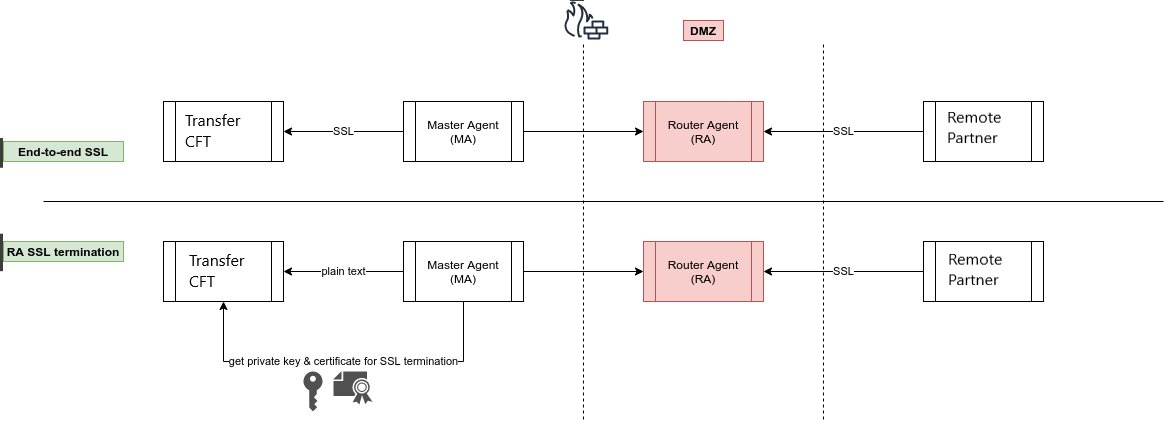 DMZ
Transfer
CFT
SSL
Master Agent
(MA)
Router Agent
(RA)
SSL
Remote
Partner
End-to-end SSL
RA SSL termination
Transfer
CFT
plain text
Master Agent
(MA)
Router Agent
(RA)
SSL
Remote
Partner
get private key & certificate for SSL termination